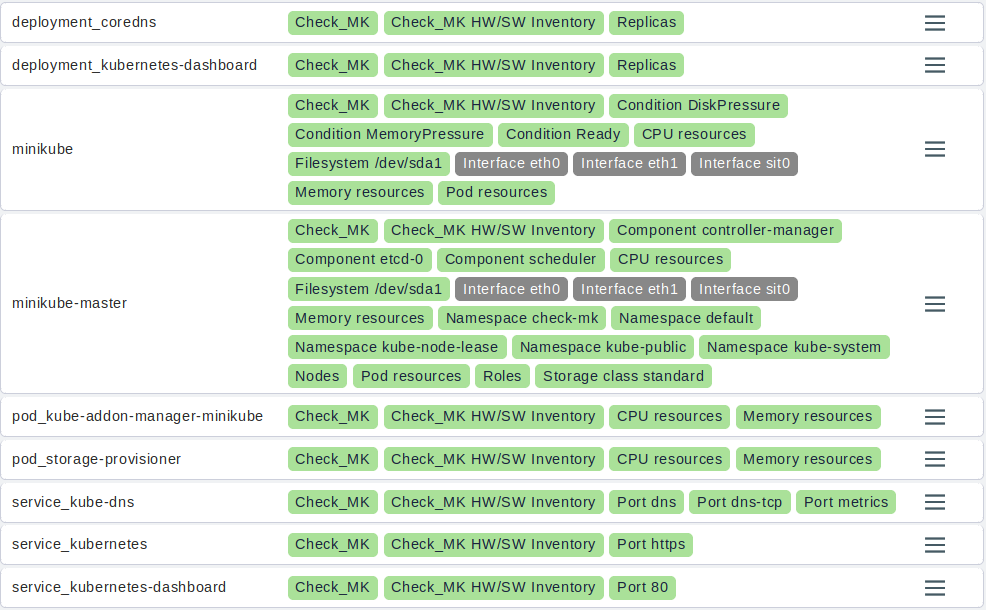 deployment_coredns Check_MK Check_MK HW/SW Inventory Replicas
deployment_kubernetes-dashboard Check_MK Check_MK HW/SW Inventory Replicas
Check_MK Check_MK HW/SW Inventory Condition DiskPressure
Condition MemoryPressure Condition Ready CPU resources
minikube
Filesystem /dev/sda1 Interface eth0 Interface eth1 Interface sit0
Memory resources Pod resources
Check_MK Check_MK HW/SW Inventory Component controller-manager
Component etcd-0 Component scheduler CPU resources
Filesystem /dev/sda1 Interface eth0 Interface eth1 Interface sit0
minikube-master
Memory resources Namespace check-mk Namespace default
Namespace kube-node-lease Namespace kube-public Namespace kube-system
Nodes Pod resources Roles Storage class standard
pod_kube-addon-manager-minikube Check_MK Check_MK HW/SW Inventory CPU resources Memory resources
pod_storage-provisioner Check_MK Check_MK HW/SW Inventory CPU resources Memory resources
service_kube-dns Check_MK Check_MK HW/SW Inventory Port dns Port dns-tcp Port metrics
service_kubernetes Check_MK Check_MK HW/SW Inventory Port https
service_kubernetes-dashboard Check_MK Check_MK HW/SW Inventory Port 80